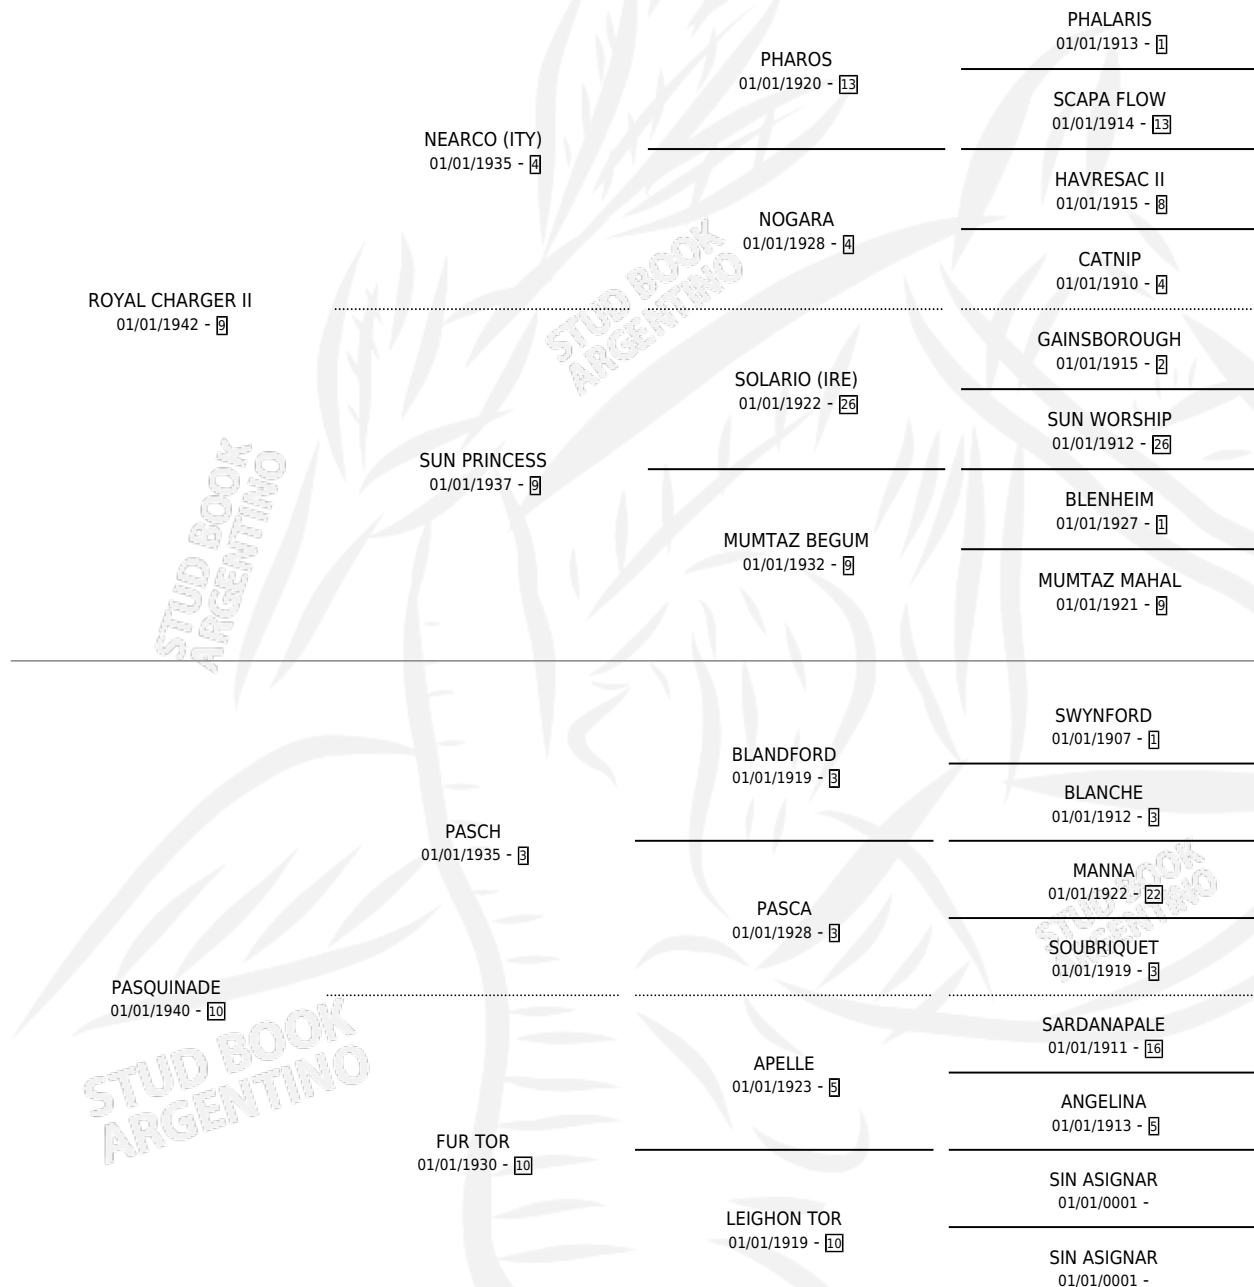 PHALARIS
01/01/1913 - 1
PHAROS
01/01/1920 - 13
SCAPA FLOW
01/01/1914 - 13
NEARCO (ITY)
01/01/1935 - 4
HAVRESAC II
01/01/1915 - 8
NOGARA
01/01/1928 - 4
CATNIP
01/01/1910 - 4
ROYAL CHARGER II
01/01/1942 - 9
STUD BOOK
ARGENTINO
GAINSBOROUGH
01/01/1915 - 2
SOLARIO (IRE)
01/01/1922 - 26
SUN WORSHIP
01/01/1912 - 26
SUN PRINCESS
01/01/1937 - 9
BLENHEIM
01/01/1927 - 1
MUMTAZ BEGUM
01/01/1932 - 9
MUMTAZ MAHAL
01/01/1921 - 9
STUD BOOK
ARGENTINO
SWYNFORD
01/01/1907 - 1
BLANDFORD
01/01/1919 - 3
BLANCHE
01/01/1912 - 3
PASCH
01/01/1935 - 3
MANNA
01/01/1922 - 22
PASCA
01/01/1928 - 3
STUD BOOK
ARGENTINO
SOUBRIQUET
01/01/1919 - 3
PASQUINADE
01/01/1940 - 10
SARDANAPALE
01/01/1911 - 16
APELLE
01/01/1923 - 5
ANGELINA
01/01/1913 - 5
STUD BOOK
ARGENTINO
FUR TOR
01/01/1930 - 10
SIN ASIGNAR
01/01/0001 -
LEIGHON TOR
01/01/1919 - 10
SIN ASIGNAR
01/01/0001 -